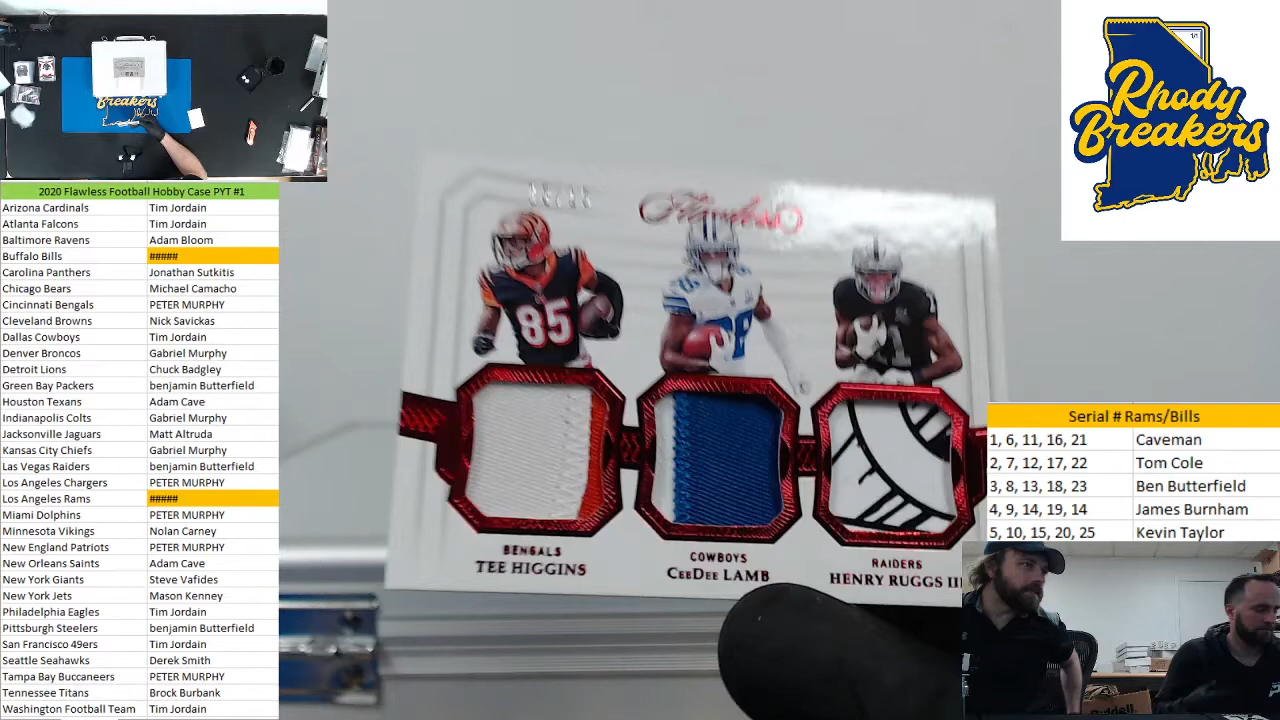 2020 Flawless Football Hobby Case PYT #1
Arizona Cardinals Tim Jordain
Atlanta Falcons Tim Jordain
Baltimore Ravens Adam Bloom
Buffalo Bills #####
Carolina Panthers Jonathan Sutkitis
Chicago Bears Michael Camacho
Cincinnati Bengals PETER MURPHY
Cleveland Browns Nick Savickas
Dallas Cowboys Tim Jordain
Denver Broncos Gabriel Murphy
Detroit Lions Chuck Badgley
Green Bay Packers benjamin Butterfield
Houston Texans Adam Cave
Indianapolis Colts Gabriel Murphy
Jacksonville Jaguars Matt Altruda
Kansas City Chiefs Gabriel Murphy
Las Vegas Raiders benjamin Butterfield
Los Angeles Chargers PETER MURPHY
Los Angeles Rams #####
Miami Dolphins PETER MURPHY
Minnesota Vikings Nolan Carney
New England Patriots PETER MURPHY
New Orleans Saints Adam Cave
New York Giants Steve Vafides
New York Jets Mason Kenney
Philadelphia Eagles Tim Jordain
Pittsburgh Steelers benjamin Butterfield
San Francisco 49ers Tim Jordain
Seattle Seahawks Derek Smith
Tampa Bay Buccaneers PETER MURPHY
Tennessee Titans Brock Burbank
Washington Football Team Tim Jordain
Breakers
Flawless
85
BENGALS
TEE HIGGINS
COWBOYS
CEEDEE LAMB
RAIDERS
HENRY RUGGS III
1/1
Rhody
Breakers
Serial # Rams/Bills
1, 6, 11, 16, 21 Caveman
2, 7, 12, 17, 22 Tom Cole
3, 8, 13, 18, 23 Ben Butterfield
4, 9, 14, 19, 14 James Burnham
5, 10, 15, 20, 25 Kevin Taylor